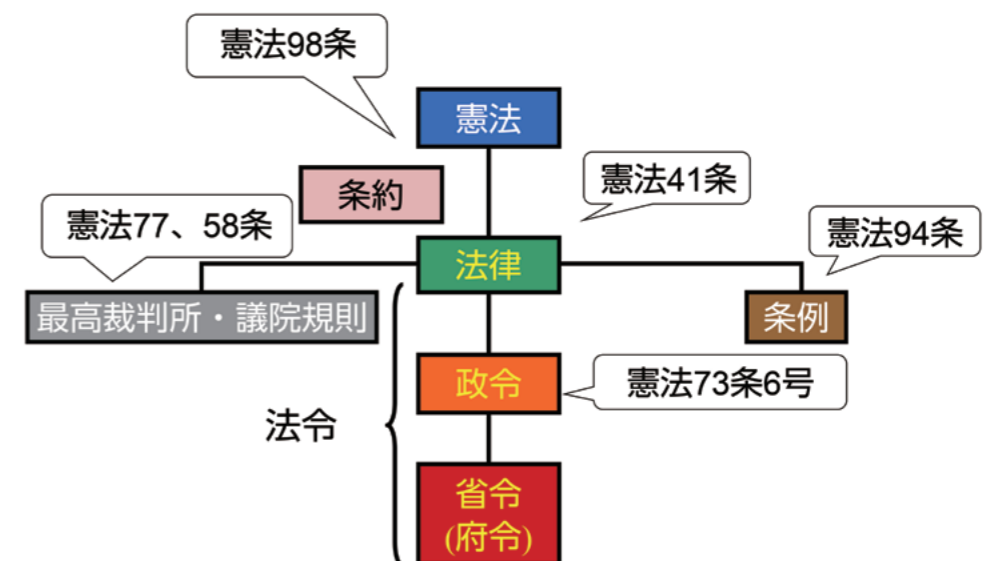 憲法98条
憲法
条約
憲法41条
憲法77、58条
憲法94条
法律
最高裁判所・議院規則
条例
政令
憲法73条6号
法令
省令
(府令)